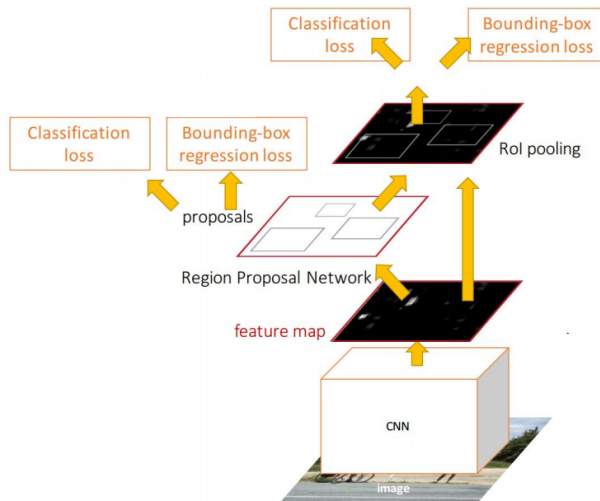 Classification
loss
Bounding-box
regression loss
Classification
loss
Bounding-box
regression loss
RoI pooling
proposals
Region Proposal Network
feature map
CNN
image